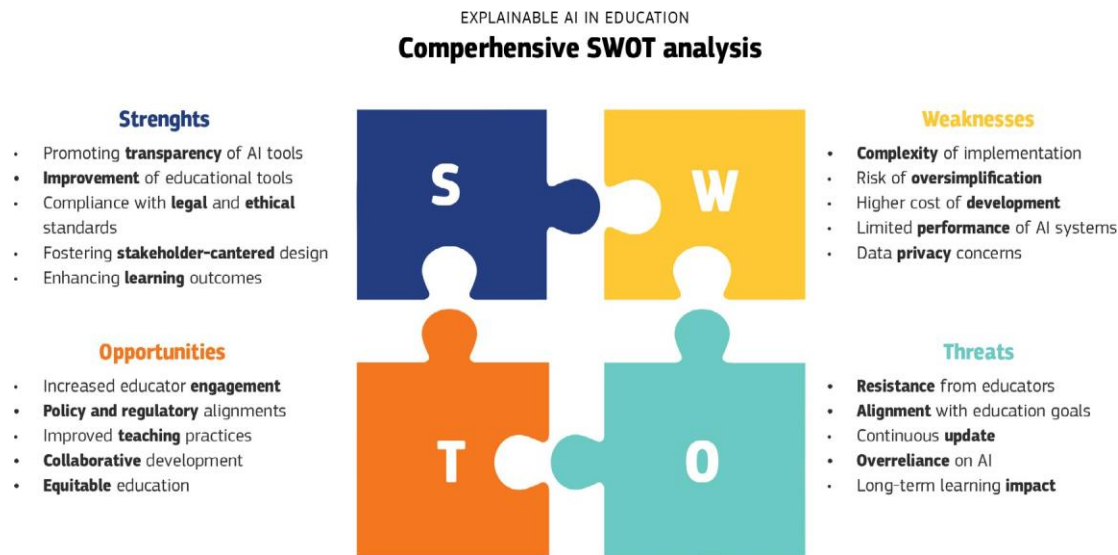 EXPLAINABLE AI IN EDUCATION
Comperhensive SWOT analysis
Strenghts
• Promoting transparency of AI tools
• Improvement of educational tools
• Compliance with legal and ethical
standards
• Fostering stakeholder-cantered design
• Enhancing learning outcomes
S
W
Weaknesses
• Complexity of implementation
• Risk of oversimplification
• Higher cost of development
• Limited performance of AI systems
• Data privacy concerns
Opportunities
• Increased educator engagement
• Policy and regulatory alignments
• Improved teaching practices
• Collaborative development
• Equitable education
T
O
Threats
• Resistance from educators
• Alignment with education goals
• Continuous update
• Overreliance on AI
• Long-term learning impact